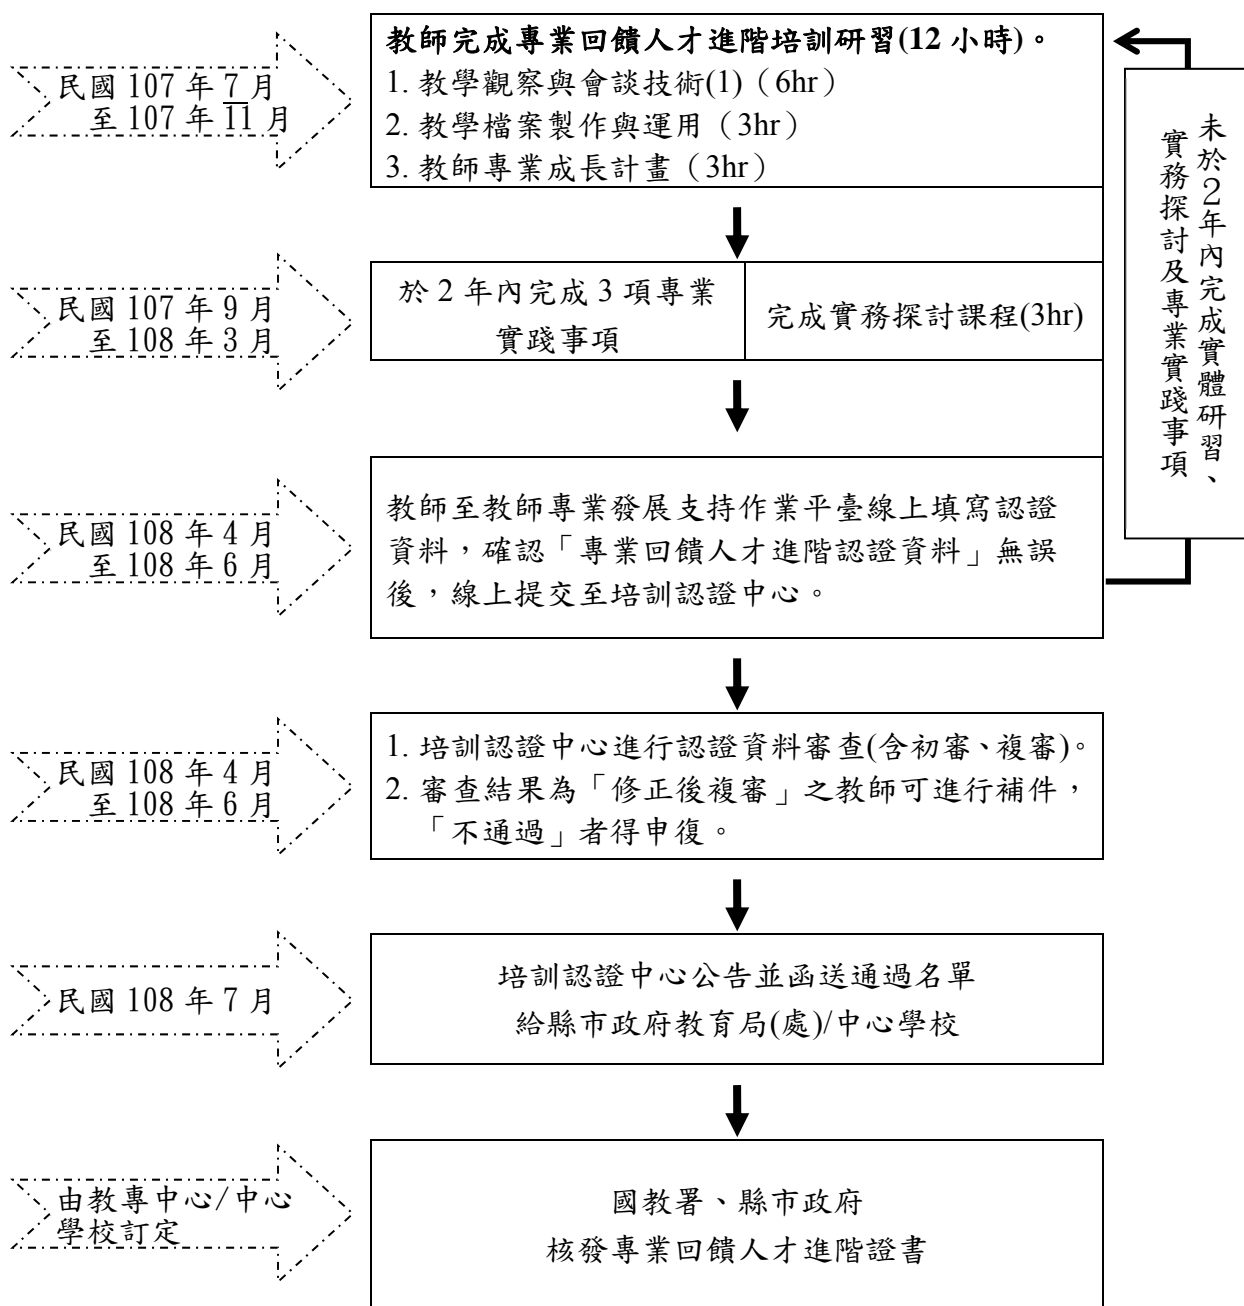 民國 107 年 7 月
至 107 年 11 月
教師完成專業回饋人才進階培訓研習(12 小時)。
1. 教學觀察與會談技術(1)（6hr）
2. 教學檔案製作與運用（3hr）
3. 教師專業成長計畫（3hr）
未於2年內完成實體研習、
實務探討及專業實踐事項
民國 107 年 9 月
至 108 年 3 月
於 2 年內完成 3 項專業
實踐事項
完成實務探討課程(3hr)
民國 108 年 4 月
至 108 年 6 月
教師至教師專業發展支持作業平臺線上填寫認證
資料，確認「專業回饋人才進階認證資料」無誤
後，線上提交至培訓認證中心。
民國 108 年 4 月
至 108 年 6 月
1. 培訓認證中心進行認證資料審查(含初審、複審)。
2. 審查結果為「修正後複審」之教師可進行補件，
「不通過」者得申復。
民國 108 年 7 月
培訓認證中心公告並函送通過名單
給縣市政府教育局(處)/中心學校
由教專中心/中心
學校訂定
國教署、縣市政府
核發專業回饋人才進階證書